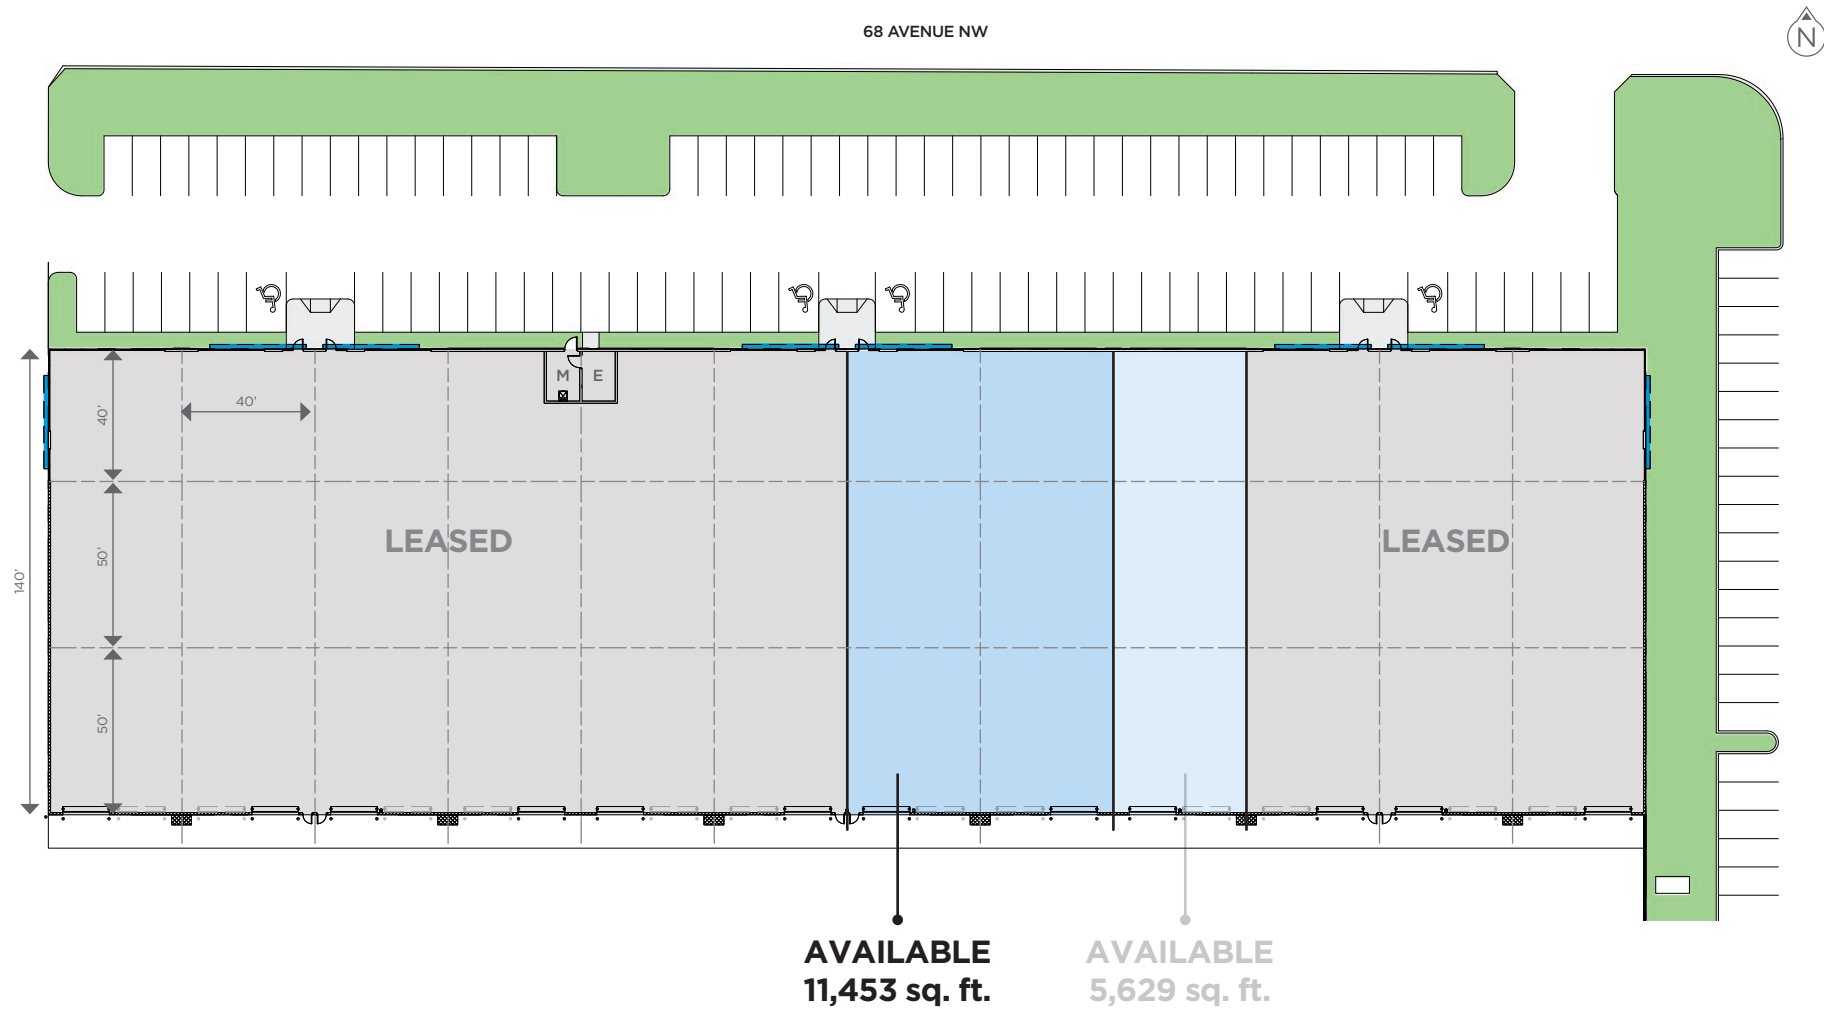 68 AVENUE NW
N
M E
40'
40'
LEASED
LEASED
50'
140'
50'
AVAILABLE
11,453 sq. ft.
AVAILABLE
5,629 sq. ft.